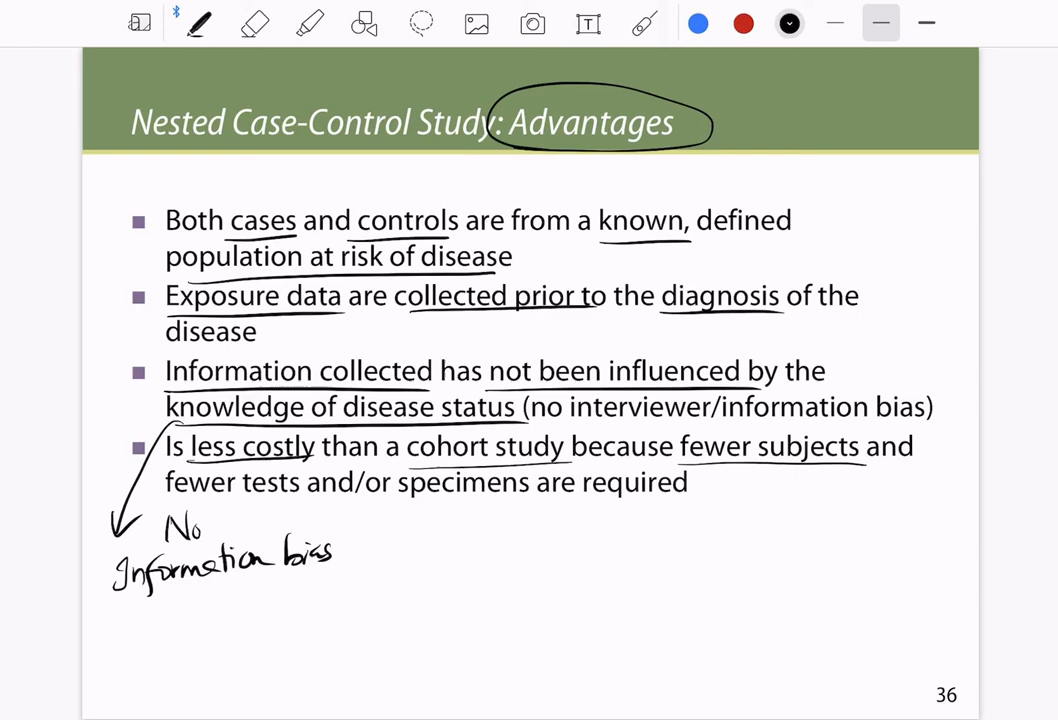 Nested Case-Control Study: Advantages
Both cases and controls are from a known, defined
population at risk of disease
Exposure data are collected prior to the diagnosis of the
disease
Information collected has not been influenced by the
knowledge of disease status (no interviewer/information bias)
Is less costly than a cohort study because fewer subjects and
fewer tests and/or specimens are required
No
Information bias
36